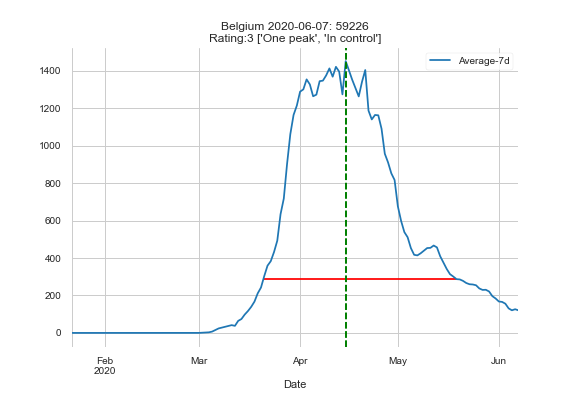 Belgium 2020-06-07: 59226
Rating:3 ['One peak', 'In control']
Average-7d
1400
1200
1000
800
600
400
200
0
Feb
2020
Mar
Apr
May
Jun
Date